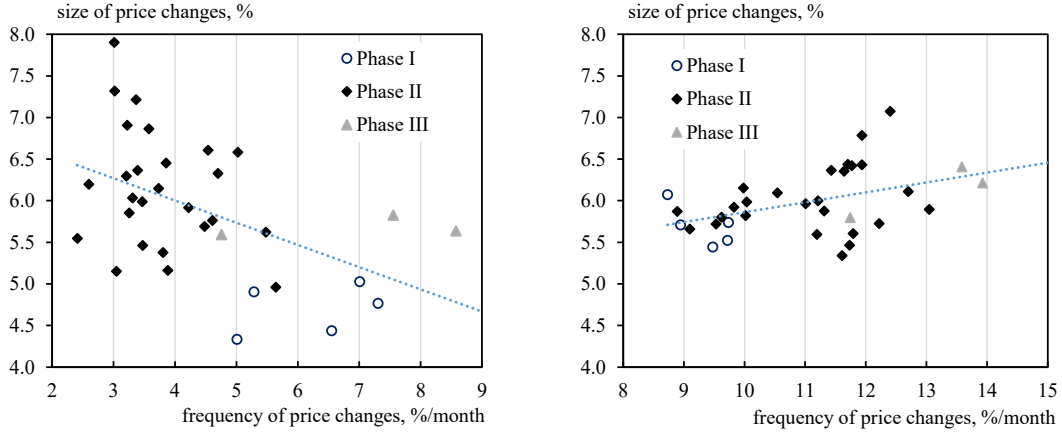 size of price changes, %
8.0
7.5
7.0
6.5
6.0
5.5
5.0
4.5
4.0
2 3 4 5 6 7 8 9
frequency of price changes, %/month
Phase I
Phase II
Phase III
size of price changes, %
8.0
7.5
7.0
6.5
6.0
5.5
5.0
4.5
4.0
8 9 10 11 12 13 14 15
frequency of price changes, %/month
Phase I
Phase II
Phase III